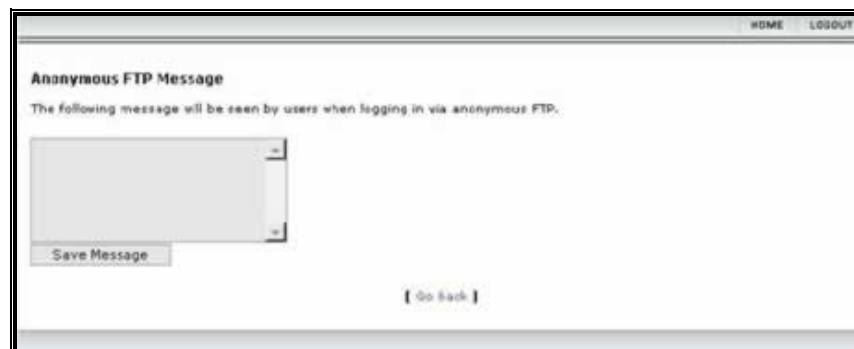 HOME LOGOUT
Anonymous FTP Message
The following message will be seen by users when logging in via anonymous FTP.
Save Message
[ Go Back ]